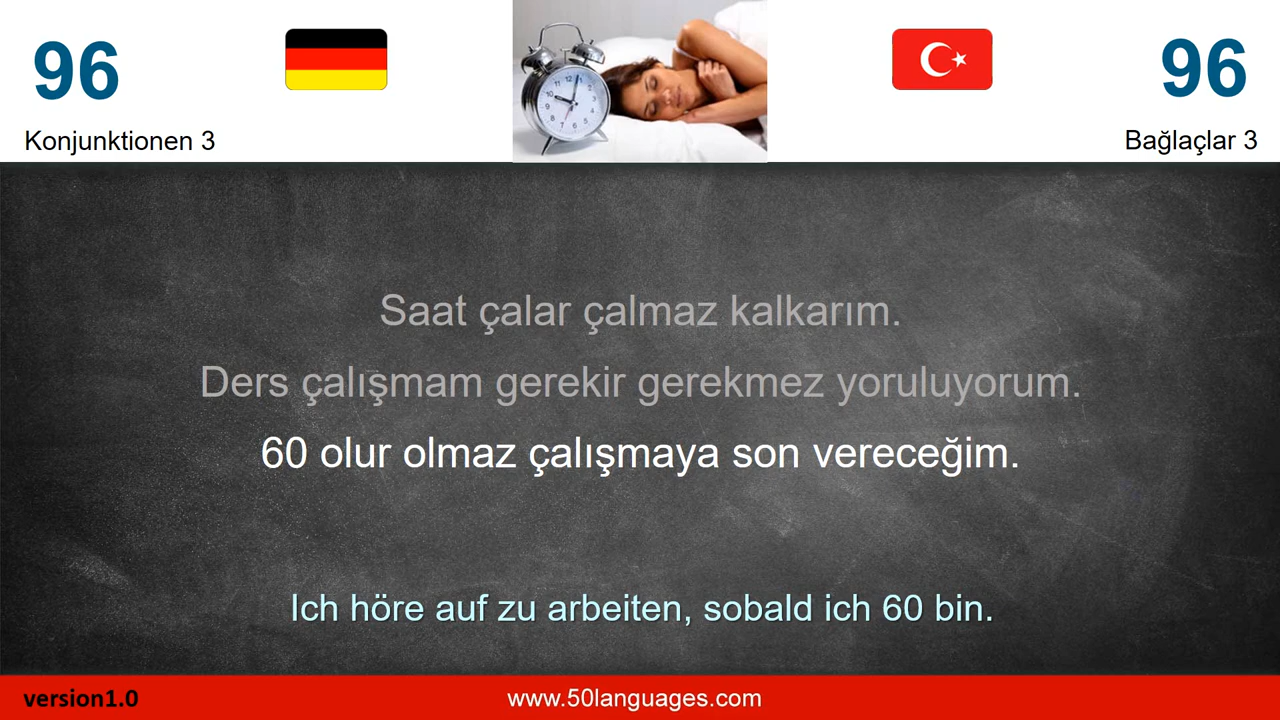 96
96
Konjunktionen 3
Bağlaçlar 3
Saat çalar çalmaz kalkarım.
Ders çalışmam gerekir gerekmez yoruluyorum.
60 olur olmaz çalışmaya son vereceğim.
Ich höre auf zu arbeiten, sobald ich 60 bin.
version1.0
www.50languages.com